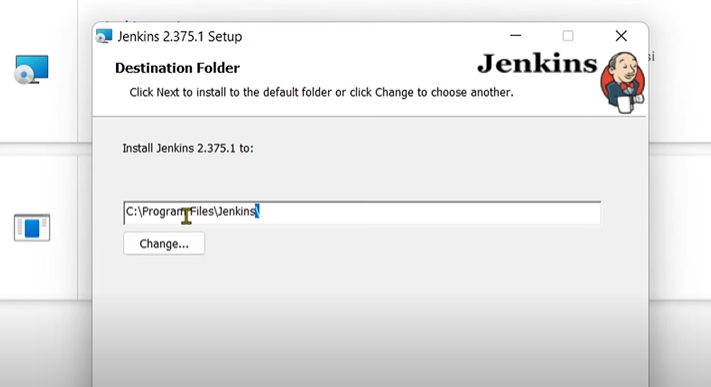 Jenkins 2.375.1 Setup
Destination Folder
Jenkins
Click Next to install to the default folder or click Change to choose another.
Install Jenkins 2.375.1 to:
C:\Program Files\Jenkins\
Change...